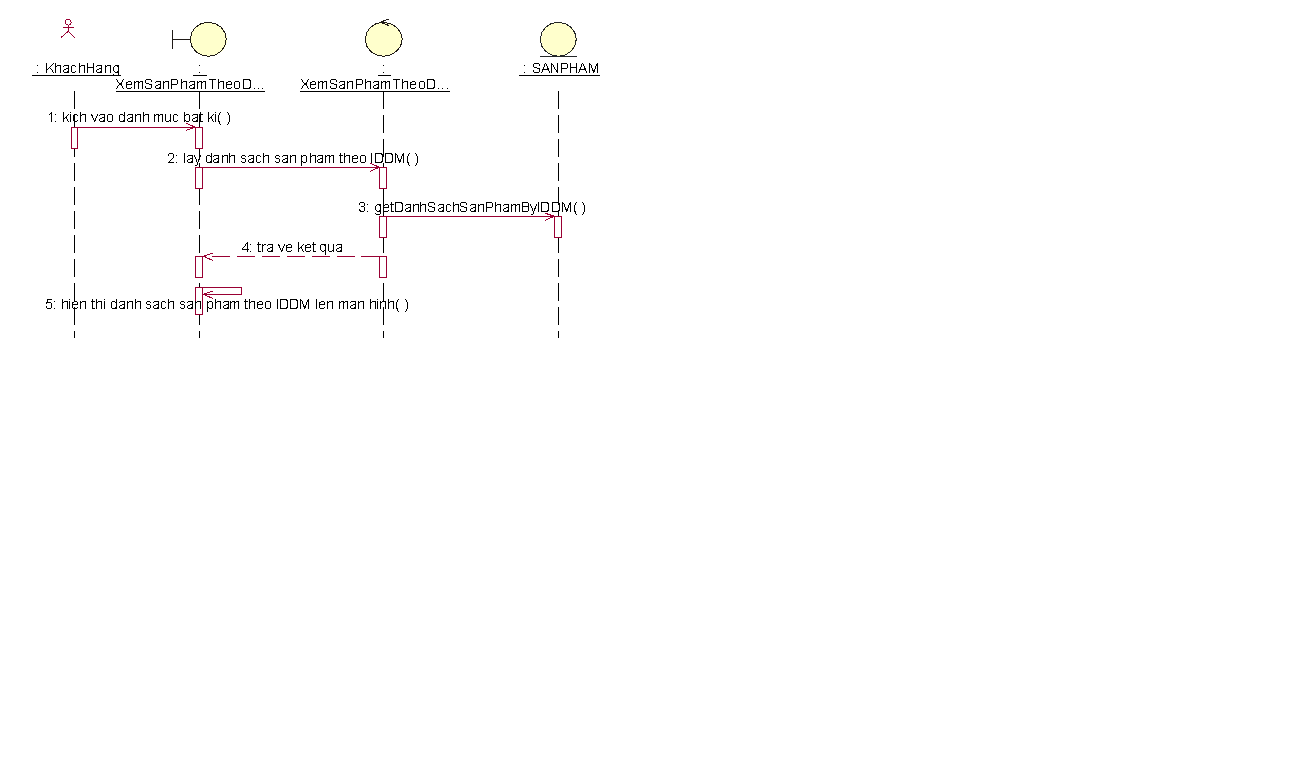 : KhachHang
:
XemSanPhamTheoD...
:
XemSanPhamTheoD...
: SANPHAM
1: kich vao danh muc bat ki( )
2: lay danh sach san pham theo IDDM( )
3: getDanhSachSanPhamByIDDM( )
4: tra ve ket qua
5: hien thi danh sach san pham theo IDDM len man hinh( )